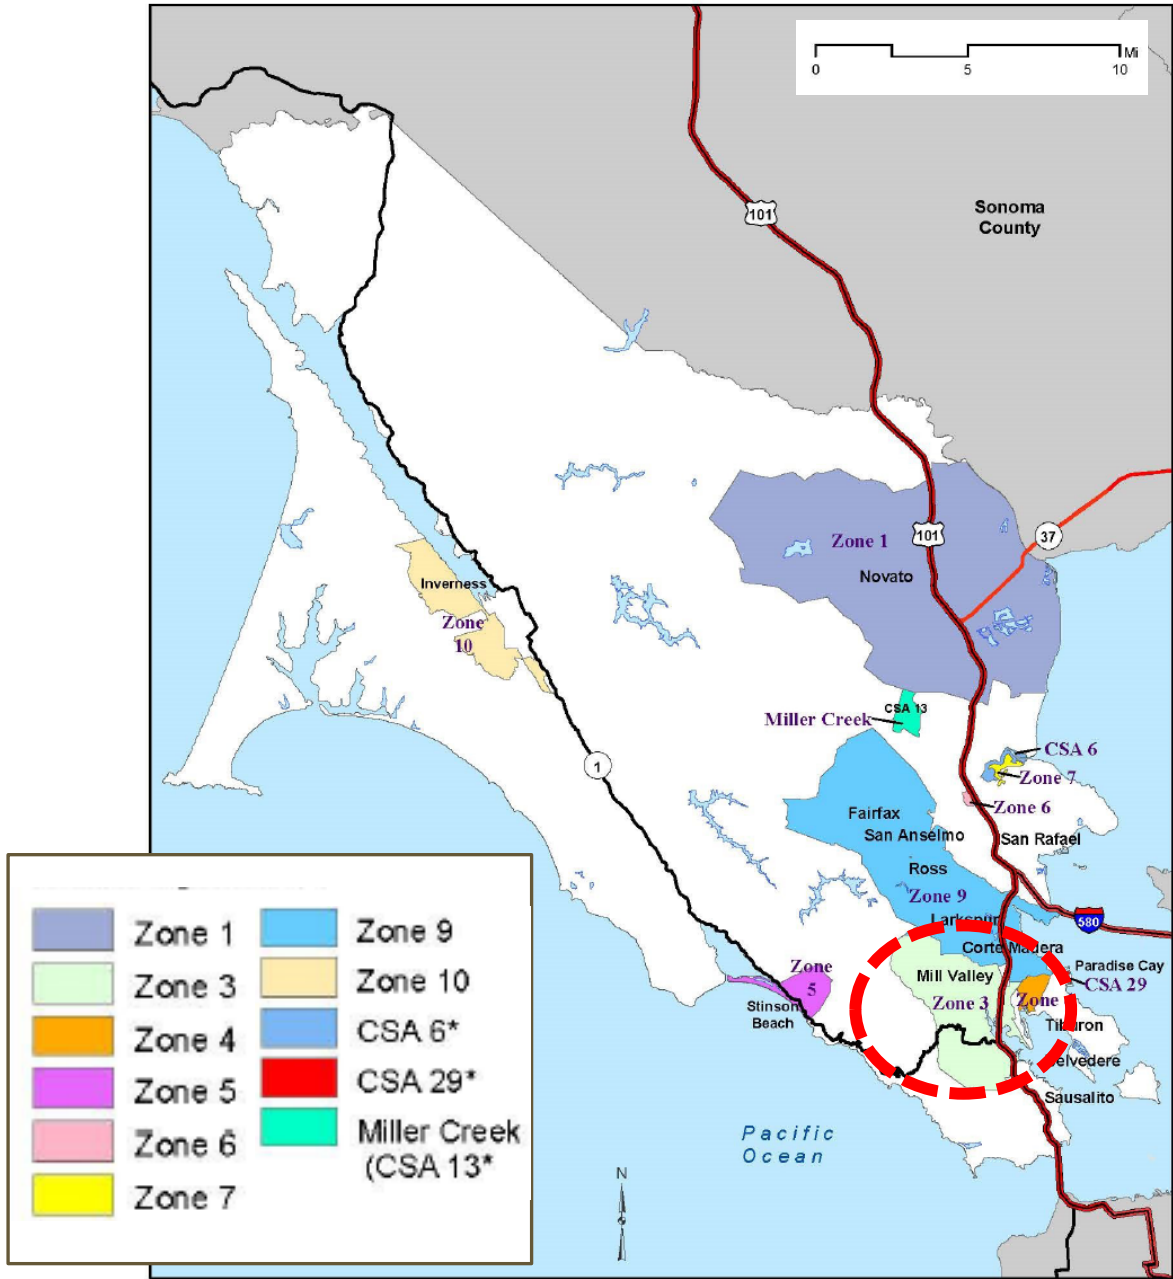 Mi
0 5 10
101
Sonoma
County
101
37
Zone 1
Novato
Inverness
Zone
10
CSA 13
Miller Creek
CSA 6
Zone 7
Zone 6
1
Fairfax
San Anselmo
San Rafael
Ross
Zone 9
580
Larkspur
Corte Madera
Paradise Cay
CSA 29
Mill Valley
Zone 3
Zone
Zone
5
Stinson
Beach
Tiburon
elvedere
Sausalito
Pacific
Ocean
N
Zone 1
Zone 3
Zone 4
Zone 5
Zone 6
Zone 7
Zone 9
Zone 10
CSA 6*
CSA 29*
Miller Creek
(CSA 13*